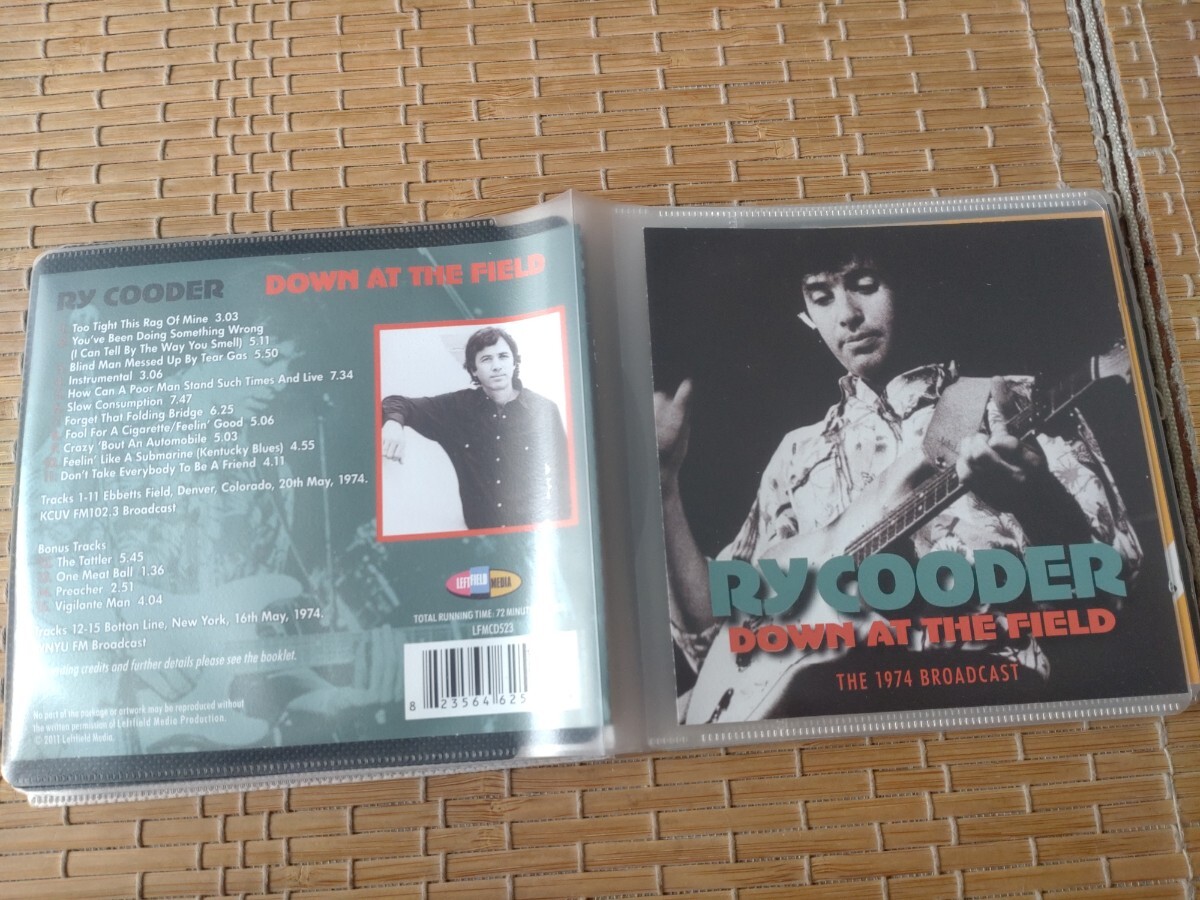 RY COODER DOWN AT THE FIELD
Too Tight This Rag Of Mine 3.03
You've Been Doing Something Wrong
(I Can Tell By The Way You Smell) 5.11
Blind Man Messed Up By Tear Gas 5.50
Instrumental 3.06
How Can A Poor Man Stand Such Times And Live 7.34
Slow Consumption 7.47
Forget That Folding Bridge 6.25
Fool For A Cigarette/Feelin' Good 5.06
Crazy 'Bout An Automobile 5.03
Feelin' Like A Submarine (Kentucky Blues) 4.55
Don't Take Everybody To Be A Friend 4.11
Tracks 1-11 Ebbetts Field, Denver, Colorado, 20th May, 1974.
KCUV FM102.3 Broadcast
Bonus Tracks
The Tattler 5.45
One Meat Ball 1.36
Preacher 2.51
Vigilante Man 4.04
Tracks 12-15 Botton Line, New York, 16th May, 1974.
NYU FM Broadcast
credits and further details please see the booklet.
No part of the package or artwork may be reproduced without
the written permission of Leftfield Media Production.
© 2011 Leftfield Media.
LEFTFIELD MEDIA
TOTAL RUNNING TIME: 72 MINUT
LFMCD523
8 23564 625
RY COODER
DOWN AT THE FIELD
THE 1974 BROADCAST